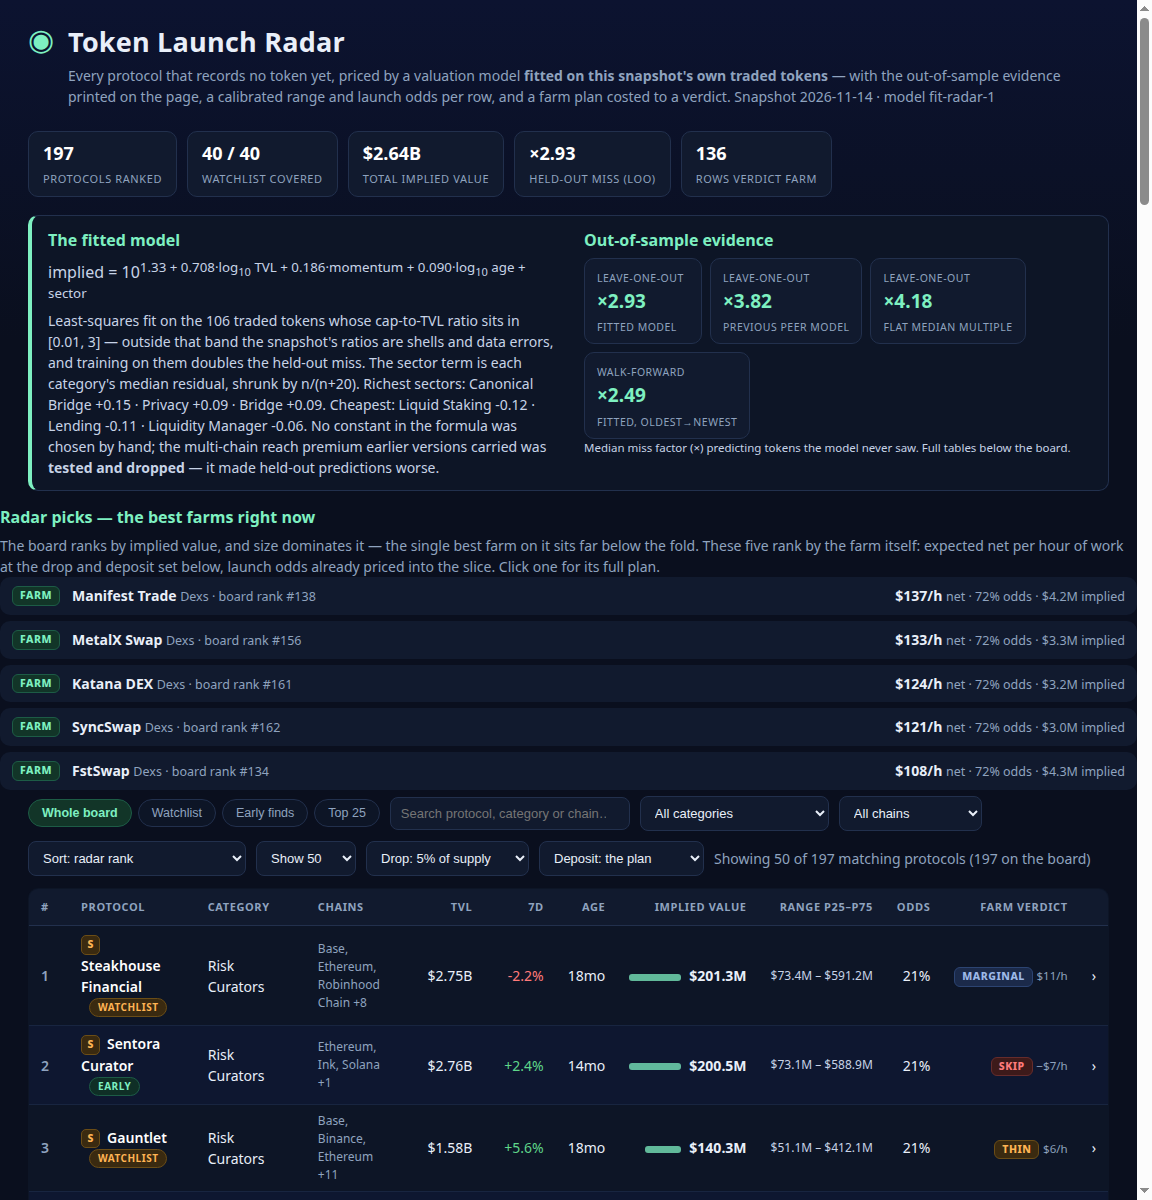 Token Launch Radar
Every protocol that records no token yet, priced by a valuation model fitted on this snapshot's own traded tokens — with the out-of-sample evidence
printed on the page, a calibrated range and launch odds per row, and a farm plan costed to a verdict. Snapshot 2026-11-14 · model fit-radar-1
197
PROTOCOLS RANKED
40 / 40
WATCHLIST COVERED
$2.64B
TOTAL IMPLIED VALUE
×2.93
HELD-OUT MISS (LOO)
136
ROWS VERDICT FARM
The fitted model
implied = 10^1.33 + 0.708·log10 TVL + 0.186·momentum + 0.090·log10 age +
sector
Least-squares fit on the 106 traded tokens whose cap-to-TVL ratio sits in
[0.01, 3] — outside that band the snapshot's ratios are shells and data errors,
and training on them doubles the held-out miss. The sector term is each
category's median residual, shrunk by n/(n+20). Richest sectors: Canonical
Bridge +0.15 · Privacy +0.09 · Bridge +0.09. Cheapest: Liquid Staking -0.12 ·
Lending -0.11 · Liquidity Manager -0.06. No constant in the formula was
chosen by hand; the multi-chain reach premium earlier versions carried was
tested and dropped — it made held-out predictions worse.
Out-of-sample evidence
LEAVE-ONE-OUT
×2.93
FITTED MODEL
LEAVE-ONE-OUT
×3.82
PREVIOUS PEER MODEL
LEAVE-ONE-OUT
×4.18
FLAT MEDIAN MULTIPLE
WALK-FORWARD
×2.49
FITTED, OLDEST→NEWEST
Median miss factor (×) predicting tokens the model never saw. Full tables below the board.
Radar picks — the best farms right now
The board ranks by implied value, and size dominates it — the single best farm on it sits far below the fold. These five rank by the farm itself: expected net per hour of work
at the drop and deposit set below, launch odds already priced into the slice. Click one for its full plan.
FARM Manifest Trade Dexs · board rank #138 $137/h net · 72% odds · $4.2M implied
FARM MetalX Swap Dexs · board rank #156 $133/h net · 72% odds · $3.3M implied
FARM Katana DEX Dexs · board rank #161 $124/h net · 72% odds · $3.2M implied
FARM SyncSwap Dexs · board rank #162 $121/h net · 72% odds · $3.0M implied
FARM FstSwap Dexs · board rank #134 $108/h net · 72% odds · $4.3M implied
Whole board Watchlist Early finds Top 25 Search protocol, category or chain.. All categories All chains
Sort: radar rank Show 50 Drop: 5% of supply Deposit: the plan Showing 50 of 197 matching protocols (197 on the board)
# PROTOCOL CATEGORY CHAINS TVL 7D AGE IMPLIED VALUE RANGE P25–P75 ODDS FARM VERDICT
1
S
Steakhouse
Financial
WATCHLIST
Risk
Curators
Base,
Ethereum,
Robinhood
Chain +8
$2.75B -2.2% 18mo $201.3M $73.4M – $591.2M 21% MARGINAL $11/h ›
2
S Sentora
Curator
EARLY
Risk
Curators
Ethereum,
Ink, Solana
+1
$2.76B +2.4% 14mo $200.5M $73.1M – $588.9M 21% SKIP −$7/h ›
3
S Gauntlet
WATCHLIST
Risk
Curators
Base,
Binance,
Ethereum
+11
$1.58B +5.6% 18mo $140.3M $51.1M – $412.1M 21% THIN $6/h ›